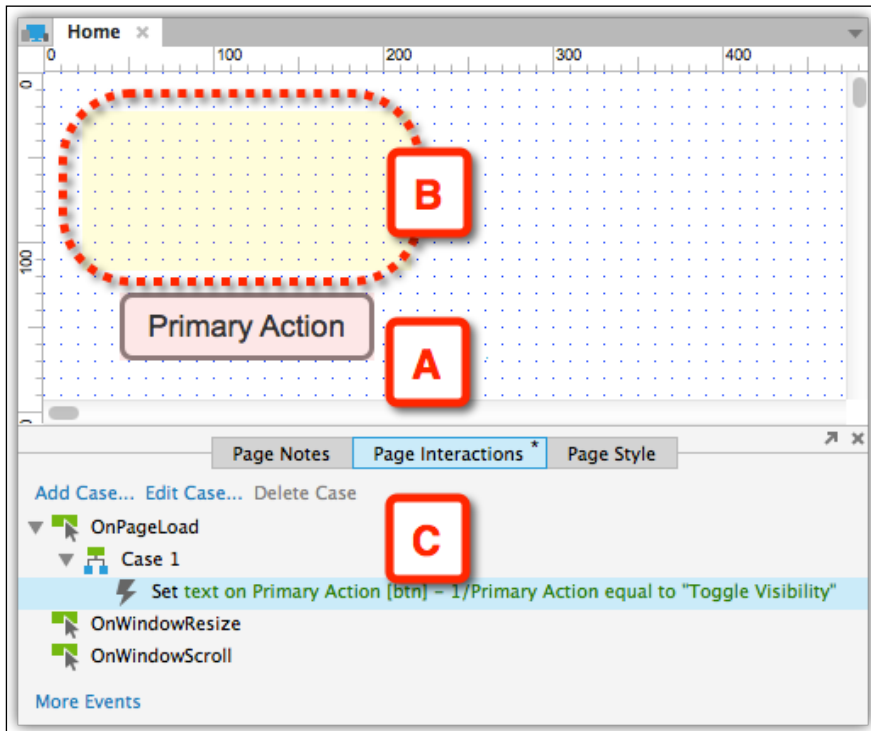 Home
0 100 200 300 400
0
B
100
Primary Action
A
Page Notes Page Interactions * Page Style
Add Case... Edit Case... Delete Case
OnPageLoad
C
Case 1
Set text on Primary Action [btn] - 1/Primary Action equal to "Toggle Visibility"
OnWindowResize
OnWindowScroll
More Events